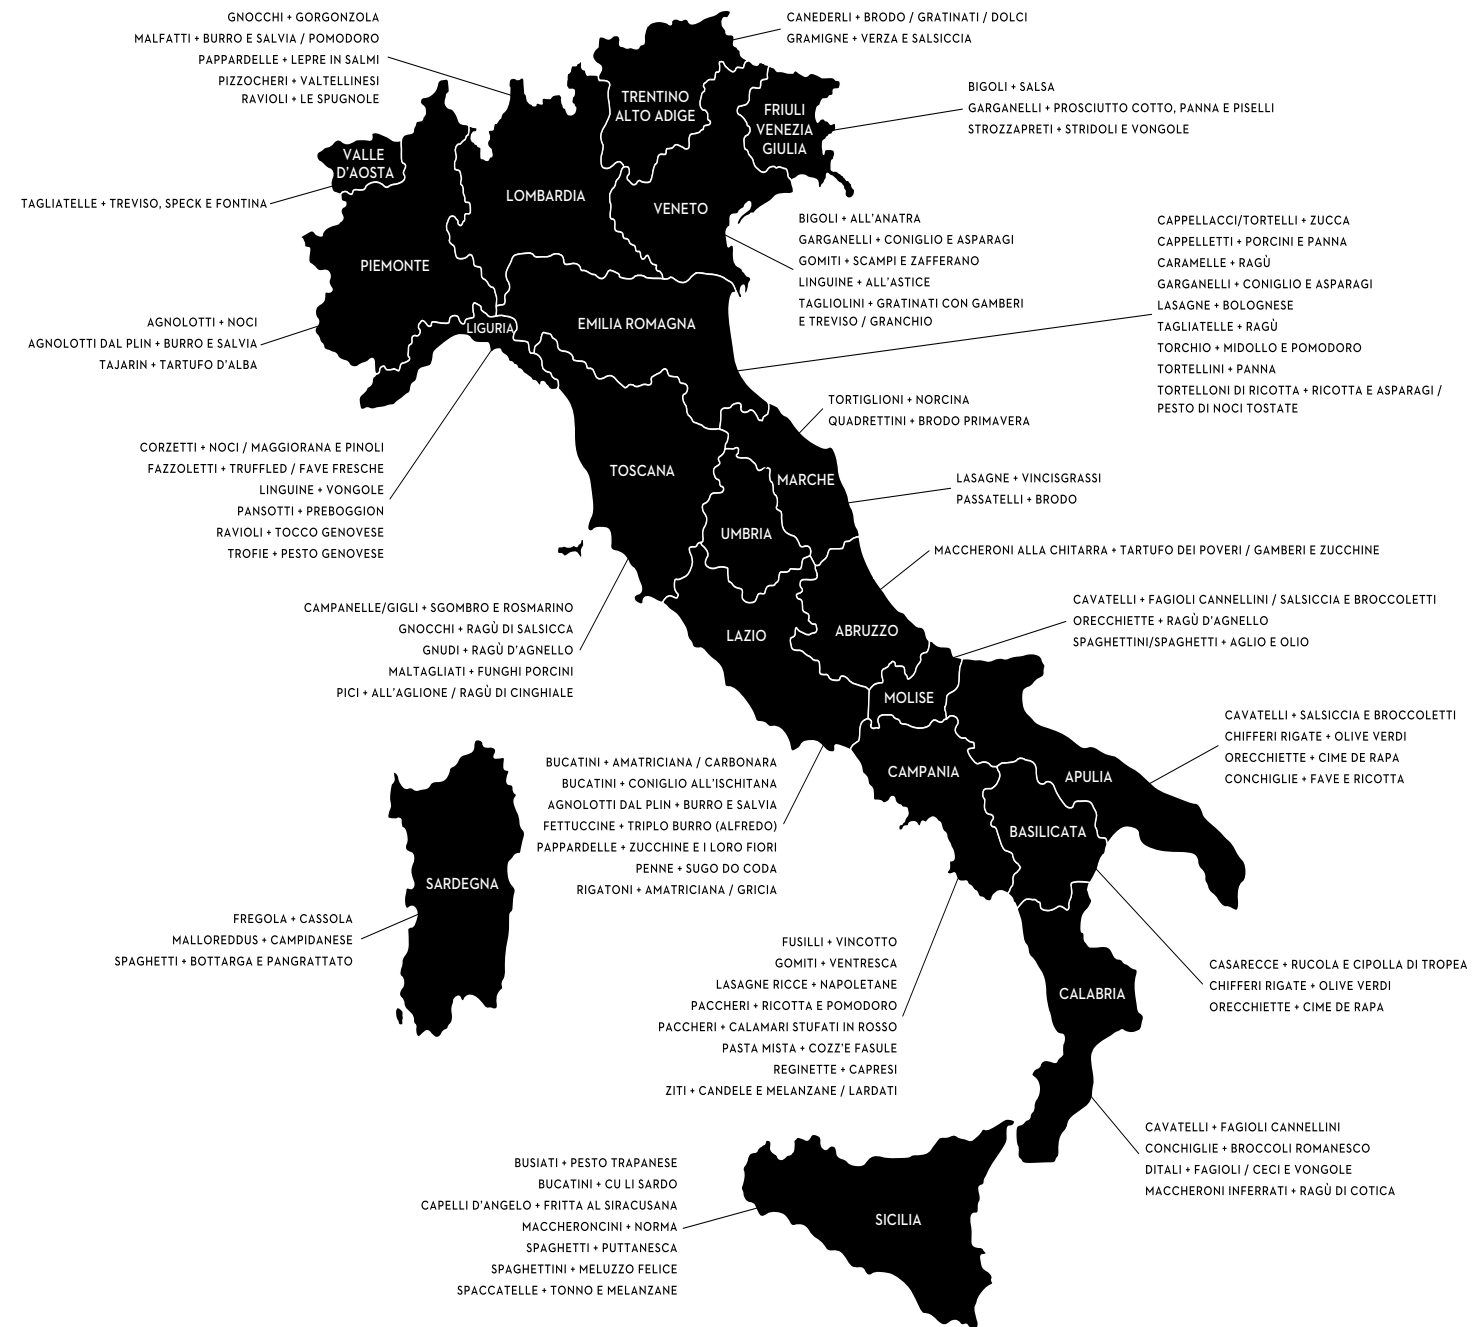 GNOCCHI + GORGONZOLA
MALFATTI + BURRO E SALVIA / POMODORO
PAPPARDELLE + LEPRE IN SALMI
PIZZOCHERI + VALTELLINESI
RAVIOLI + LE SPUGNOLE
CANEDERLI + BRODO / GRATINATI / DOLCI
GRAMIGNE + VERZA E SALSICCIA
BIGOLI + SALSA
GARGANELLI + PROSCIUTTO COTTO, PANNA E PISELLI
STROZZAPRETI + STRIDOLI E VONGOLE
TRENTINO
ALTO ADIGE
FRIULI
VENEZIA
GIULIA
VALLE
D'AOSTA
LOMBARDIA
VENETO
PIEMONTE
TAGLIATELLE + TREVISO, SPECK E FONTINA
BIGOLI + ALL'ANATRA
GARGANELLI + CONIGLIO E ASPARAGI
GOMITI + SCAMPI E ZAFFERANO
LINGUINE + ALL'ASTICE
TAGLIOLINI + GRATINATI CON GAMBERI
E TREVISO / GRANCHIO
CAPPELLACCI/TORTELLI + ZUCCA
CAPPELLETTI + PORCINI E PANNA
CARAMELLE + RAGÙ
GARGANELLI + CONIGLIO E ASPARAGI
LASAGNE + BOLOGNESE
TAGLIATELLE + RAGÙ
TORCHIO + MIDOLLO E POMODORO
TORTELLINI + PANNA
TORTELLONI DI RICOTTA + RICOTTA E ASPARAGI /
PESTO DI NOCI TOSTATE
AGNOLOTTI + NOCI
AGNOLOTTI DAL PLIN + BURRO E SALVIA
TAJARIN + TARTUFO D'ALBA
LIGURIA
EMILIA ROMAGNA
TORTIGLIONI + NORCINA
QUADRETTINI + BRODO PRIMAVERA
CORZETTI + NOCI / MAGGIORANA E PINOLI
FAZZOLETTI + TRUFFLED / FAVE FRESCHE
LINGUINE + VONGOLE
PANSOTTI + PREBOGGION
RAVIOLI + TOCCO GENOVESE
TROFIE + PESTO GENOVESE
TOSCANA
MARCHE
UMBRIA
LASAGNE + VINCISGRASSI
PASSATELLI + BRODO
MACCHERONI ALLA CHITARRA + TARTUFO DEI POVERI / GAMBERI E ZUCCHINE
CAMPANELLE/GIGLI + SGOMBRO E ROSMARINO
GNOCCHI + RAGÙ DI SALSICCA
GNUDI + RAGÙ D'AGNELLO
MALTAGLIATI + FUNGHI PORCINI
PICI + ALL'AGLIONE / RAGÙ DI CINGHIALE
LAZIO
ABRUZZO
MOLISE
CAVATELLI + FAGIOLI CANNELLINI / SALSICCIA E BROCCOLETTI
ORECCHIETTE + RAGÙ D'AGNELLO
SPAGHETTINI/SPAGHETTI + AGLIO E OLIO
CAVATELLI + SALSICCIA E BROCCOLETTI
CHIFFERI RIGATE + OLIVE VERDI
ORECCHIETTE + CIME DE RAPA
CONCHIGLIE + FAVE E RICOTTA
BUCATINI + AMATRICIANA / CARBONARA
BUCATINI + CONIGLIO ALL'ISCHITANA
AGNOLOTTI DAL PLIN + BURRO E SALVIA
FETTUCCINE + TRIPLO BURRO (ALFREDO)
PAPPARDELLE + ZUCCHINE E I LORO FIORI
PENNE + SUGO DO CODA
RIGATONI + AMATRICIANA / GRICIA
CAMPANIA
APULIA
BASILICATA
SARDEGNA
FREGOLA + CASSOLA
MALLOREDDUS + CAMPIDANESE
SPAGHETTI + BOTTARGA E PANGRATTATO
FUSILLI + VINCOTTO
GOMITI + VENTRESCA
LASAGNE RICCE + NAPOLETANE
PACCHERI + RICOTTA E POMODORO
PACCHERI + CALAMARI STUFATI IN ROSSO
PASTA MISTA + COZZ'E FASULE
REGINETTE + CAPRESI
ZITI + CANDELE E MELANZANE / LARDATI
CASARECCE + RUCOLA E CIPOLLA DI TROPEA
CHIFFERI RIGATE + OLIVE VERDI
ORECCHIETTE + CIME DE RAPA
CALABRIA
CAVATELLI + FAGIOLI CANNELLINI
CONCHIGLIE + BROCCOLI ROMANESCO
DITALI + FAGIOLI / CECI E VONGOLE
MACCHERONI INFERRATI + RAGÙ DI COTICA
BUSIATI + PESTO TRAPANESE
BUCATINI + CU LI SARDO
CAPELLI D'ANGELO + FRITTA AL SIRACUSANA
MACCHERONCINI + NORMA
SPAGHETTI + PUTTANESCA
SPAGHETTINI + MELUZZO FELICE
SPACCATELLE + TONNO E MELANZANE
SICILIA